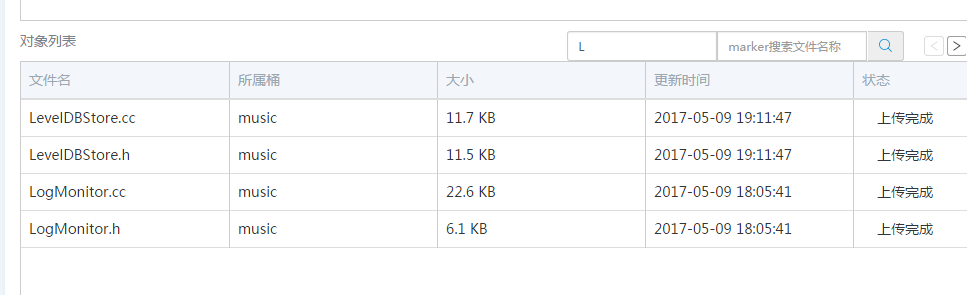 对象列表 L marker搜索文件名称 < >
文件名 所属桶 大小 更新时间 状态
LevelDBStore.cc music 11.7 KB 2017-05-09 19:11:47 上传完成
LevelDBStore.h music 11.5 KB 2017-05-09 19:11:47 上传完成
LogMonitor.cc music 22.6 KB 2017-05-09 18:05:41 上传完成
LogMonitor.h music 6.1 KB 2017-05-09 18:05:41 上传完成